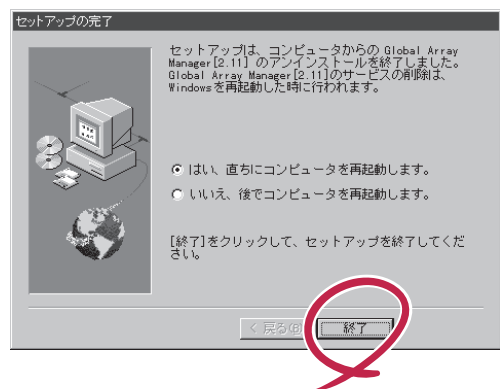 セットアップの完了
セットアップは、コンピュータからの Global Array
Manager[2.11] のアンインストールを終了しました。
Global Array Manager[2.11]のサービスの削除は、
Windowsを再起動した時に行われます。
はい、直ちにコンピュータを再起動します。
いいえ、後でコンピュータを再起動します。
[終了]をクリックして、セットアップを終了してくだ
さい。
< 戻る(B)
終了